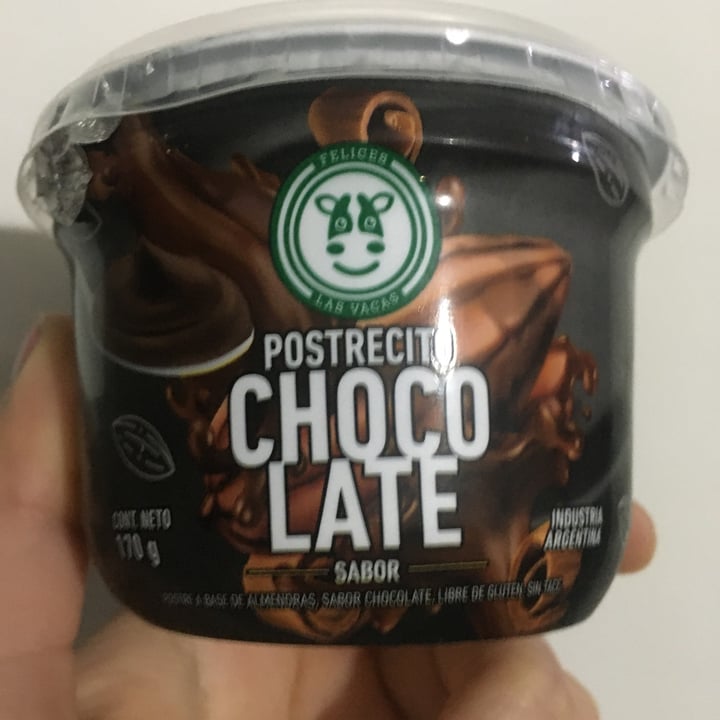 FELICES
LAS VACAS
POSTRECITO
CHOCO
LATE
SABOR
CONT. NETO
170 g
INDUSTRIA
ARGENTINA
POSTRE A BASE DE ALMENDRAS, SABOR CHOCOLATE, LIBRE DE GLUTEN, SIN TACC